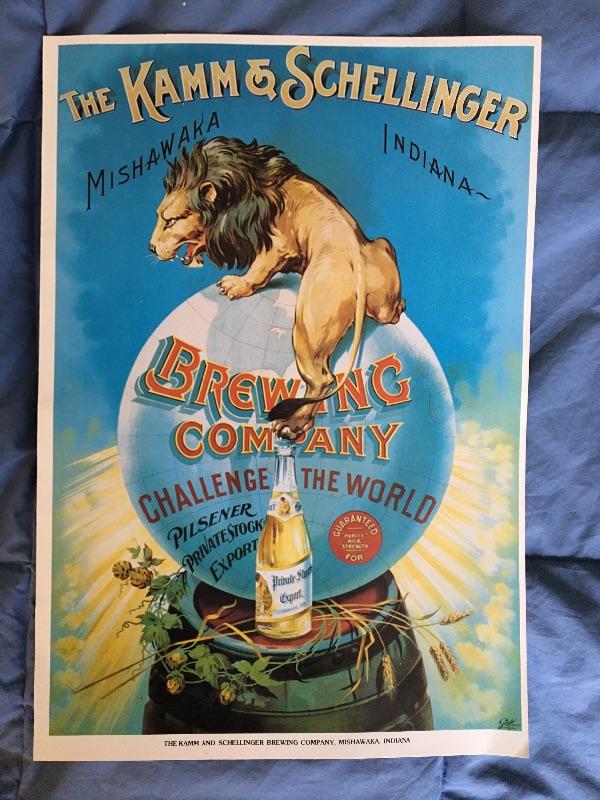 THE KAMM & SCHELLINGER
MISHAWAKA
INDIANA~
BREWING
COMPANY
CHALLENGE THE WORLD
PILSENER
PRIVATE STOCK
EXPORT
GUARANTEED
PURITY-
AGE
STRENGTH
FOR
Private Stock
Export
THE KAMM AND SCHELLINGER BREWING COMPANY, MISHAWAKA, INDIANA